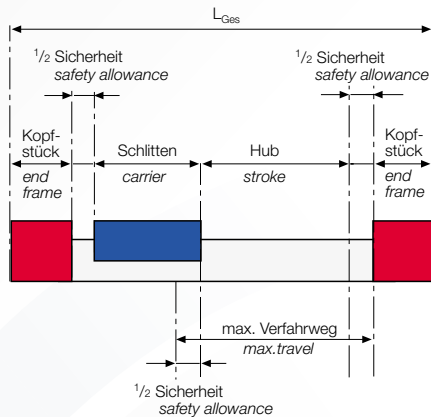 L Ges
1/2 Sicherheit
safety allowance
1/2 Sicherheit
safety allowance
Kopf-
stück
end
frame
Schlitten
carrier
Hub
stroke
Kopf-
stück
end
frame
max. Verfahrweg
max.travel
1/2 Sicherheit
safety allowance